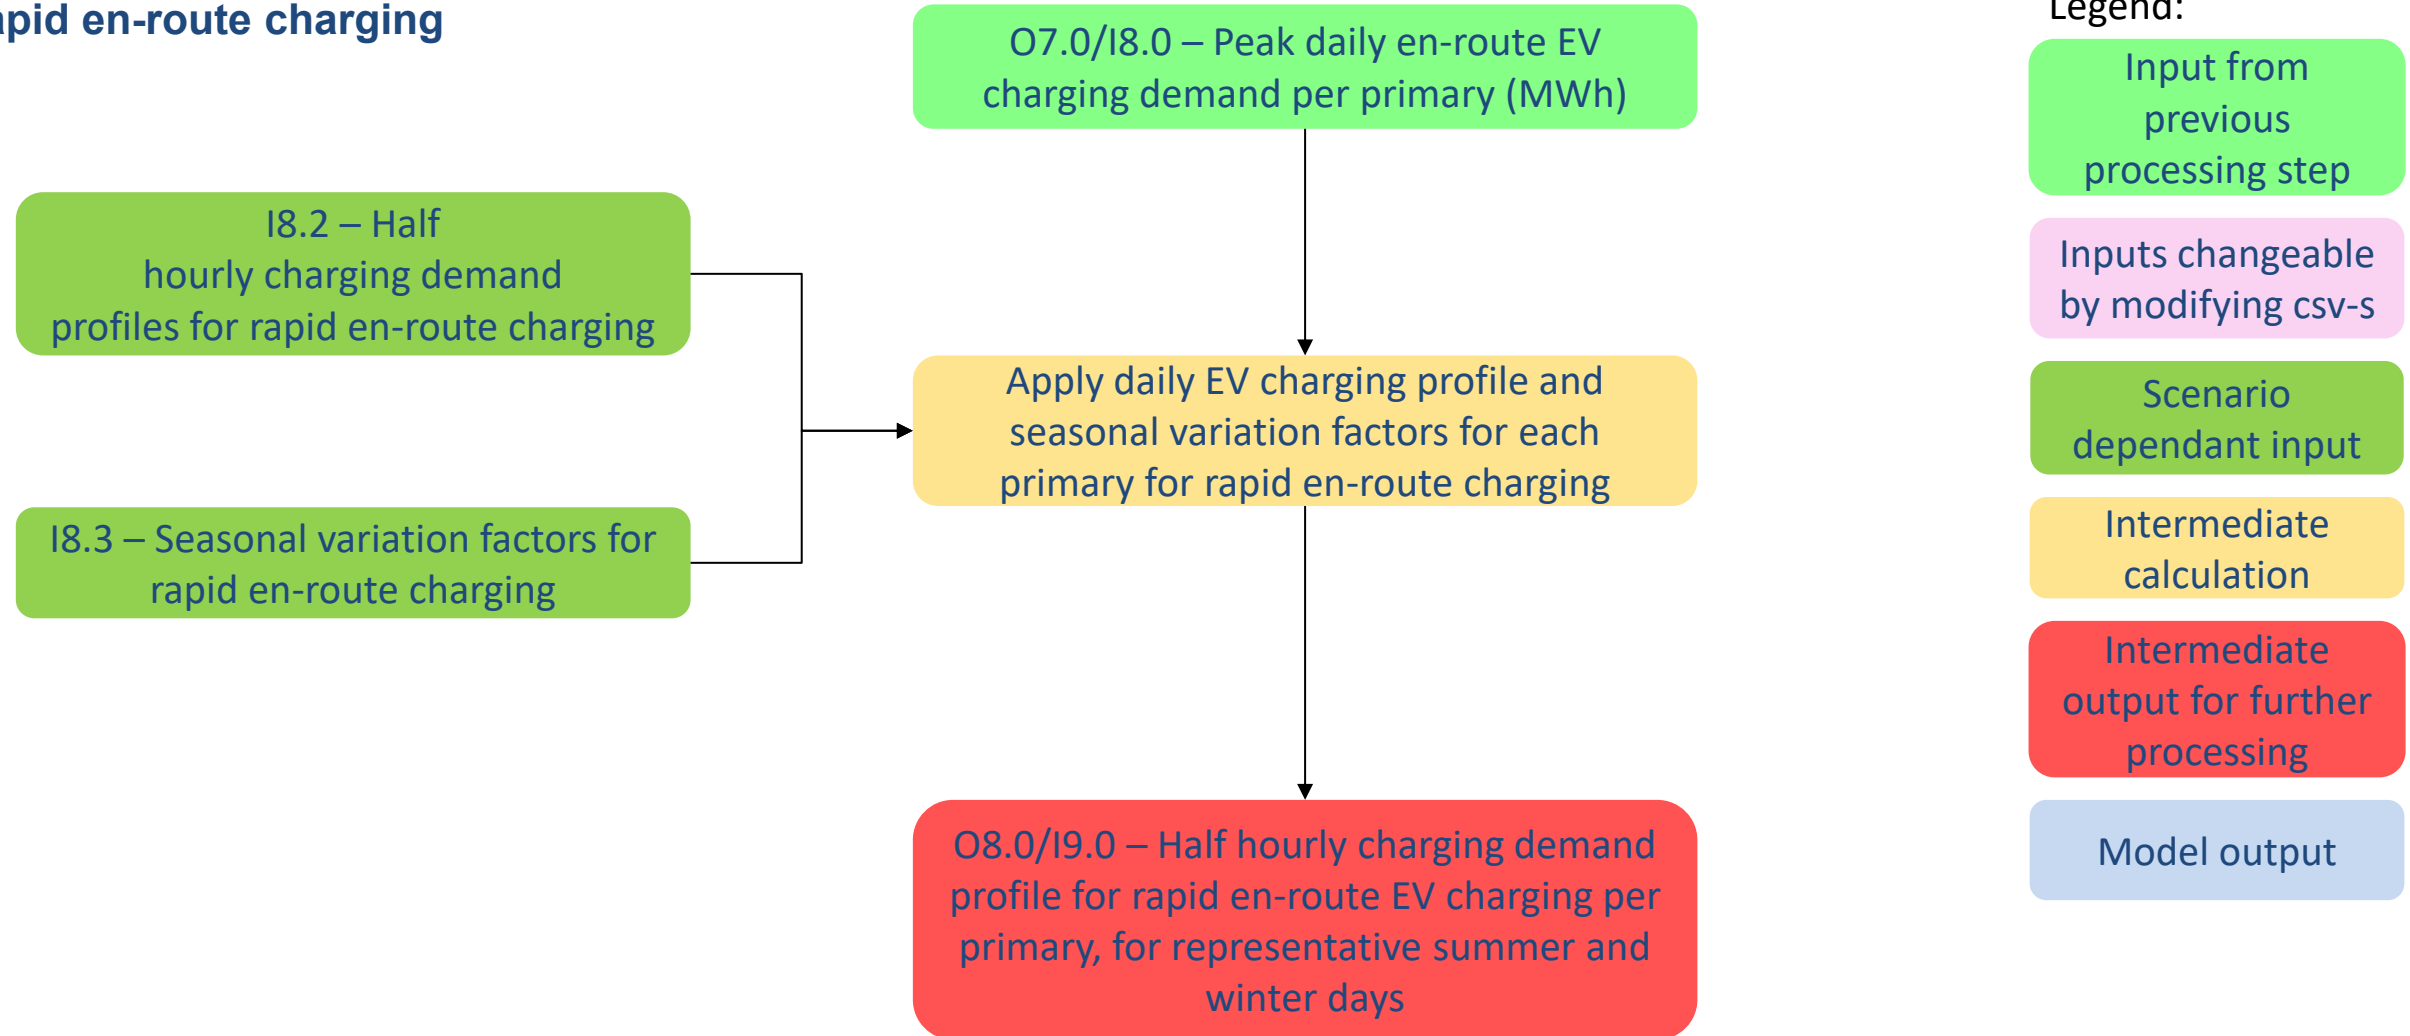 apid en-route charging
O7.0/I8.0 – Peak daily en-route EV
charging demand per primary (MWh)
I8.2 – Half
hourly charging demand
profiles for rapid en-route charging
Apply daily EV charging profile and
seasonal variation factors for each
primary for rapid en-route charging
I8.3 – Seasonal variation factors for
rapid en-route charging
O8.0/I9.0 – Half hourly charging demand
profile for rapid en-route EV charging per
primary, for representative summer and
winter days
Legend:
Input from
previous
processing step
Inputs changeable
by modifying csv-s
Scenario
dependant input
Intermediate
calculation
Intermediate
output for further
processing
Model output